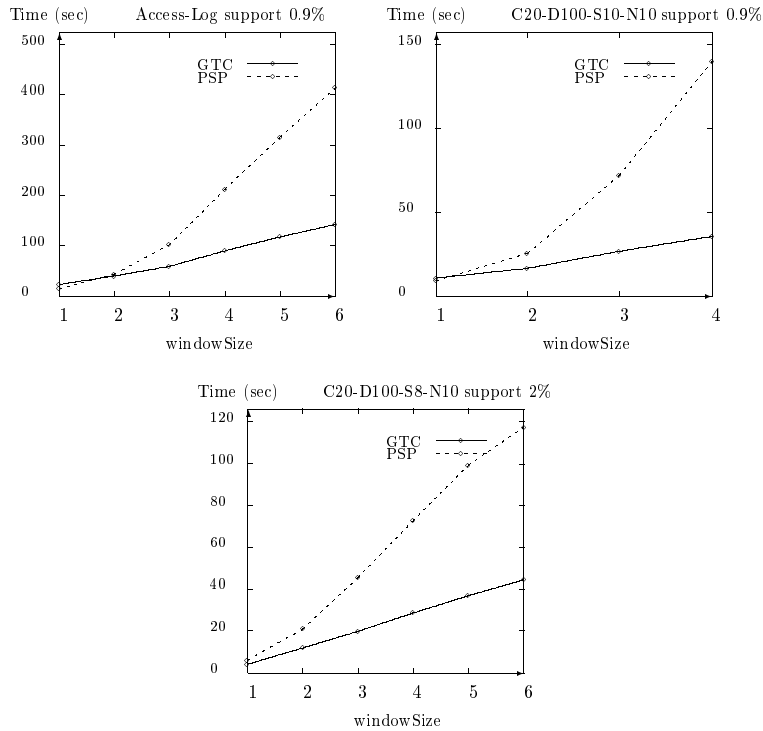 Time (sec)
Access-Log support 0.9%
500
400
300
200
100
0
GTC
PSP
1 2 3 4 5 6
windowSize
Time (sec)
C20-D100-S10-N10 support 0.9%
150
100
50
0
GTC
PSP
1 2 3 4
windowSize
Time (sec)
C20-D100-S8-N10 support 2%
120
100
80
60
40
20
0
GTC
PSP
1 2 3 4 5 6
windowSize